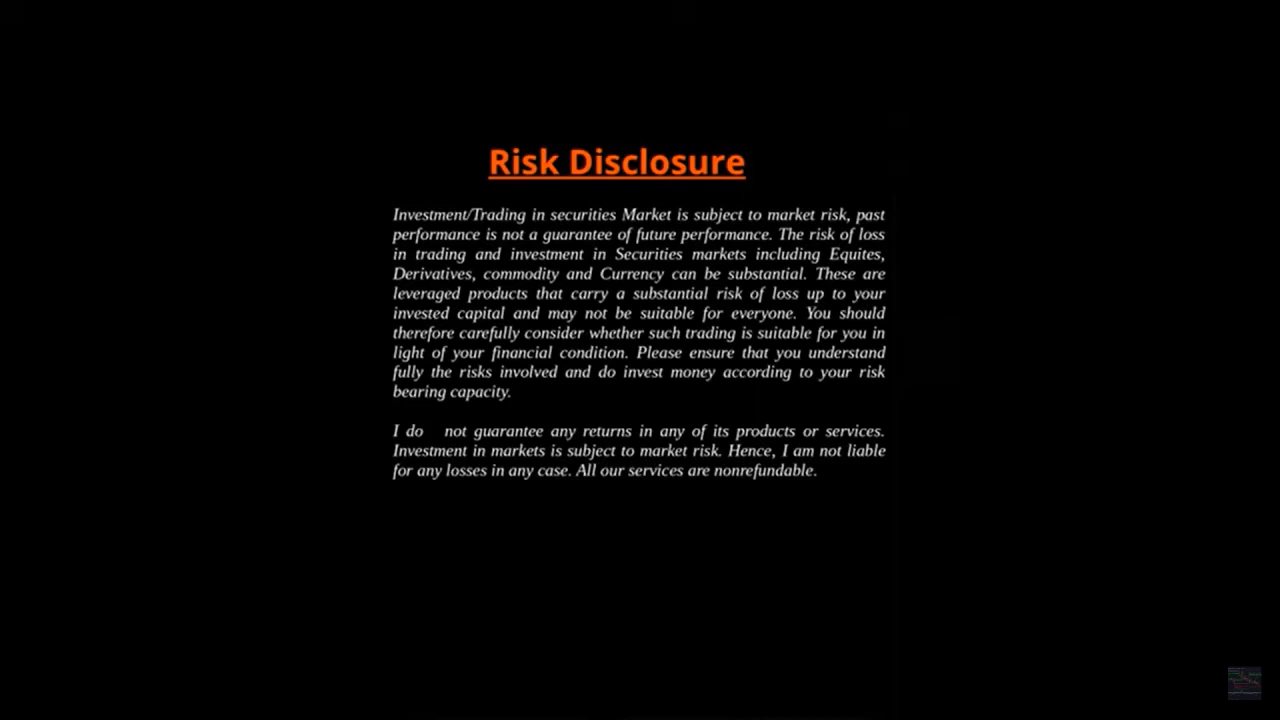 Risk Disclosure
Investment/Trading in securities Market is subject to market risk, past
performance is not a guarantee of future performance. The risk of loss
in trading and investment in Securities markets including Equites,
Derivatives, commodity and Currency can be substantial. These are
leveraged products that carry a substantial risk of loss up to your
invested capital and may not be suitable for everyone. You should
therefore carefully consider whether such trading is suitable for you in
light of your financial condition. Please ensure that you understand
fully the risks involved and do invest money according to your risk
bearing capacity.
I do not guarantee any returns in any of its products or services.
Investment in markets is subject to market risk. Hence, I am not liable
for any losses in any case. All our services are nonrefundable.